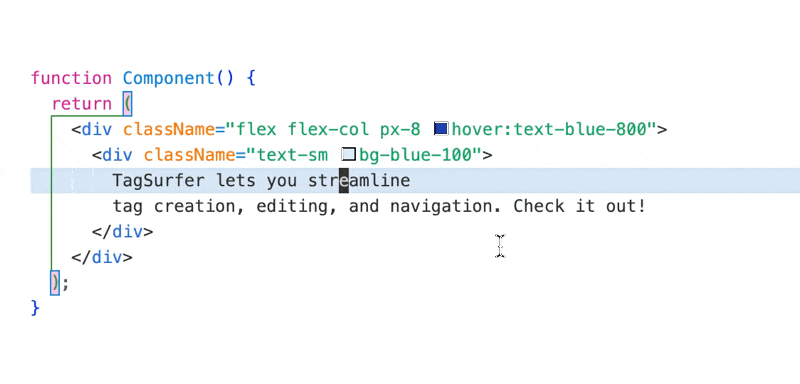 function Component() {
return (
<div className="flex flex-col px-8 hover:text-blue-800">
<div className="text-sm bg-blue-100">
TagSurfer lets you streamline
tag creation, editing, and navigation. Check it out!
</div>
</div>
);
}